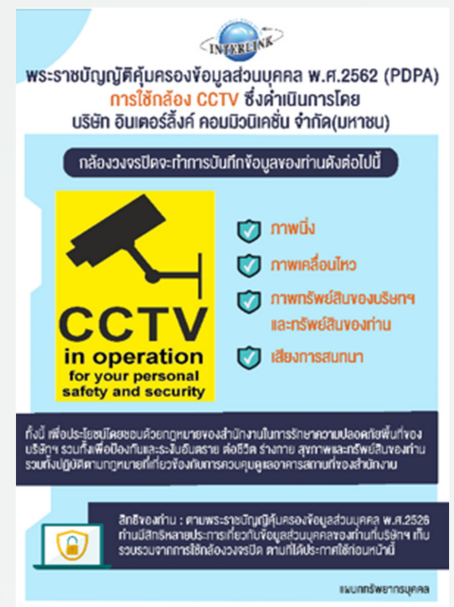 INTERLINK
พระราชบัญญัติคุ้มครองข้อมูลส่วนบุคคล พ.ศ.2562 (PDPA)
การใช้กล้อง CCTV ซึ่งดำเนินการโดย
บริษัท อินเตอร์ลิ้งค์ คอมมิวนิเคชั่น จำกัด(มหาชน)
กล้องวงจรปิดจะทำการบันทึกข้อมูลของท่านดังต่อไปนี้
ภาพนิ่ง
ภาพเคลื่อนไหว
ภาพทรัพย์สินของบริษัทฯ
และทรัพย์สินของท่าน
เสียงการสนทนา
CCTV
in operation
for your personal
safety and security
ทั้งนี้ เพื่อประโยชน์โดยชอบด้วยกฎหมายของสำนักงานในการรักษาความปลอดภัยพื้นที่ของ
บริษัทฯ รวมทั้งเพื่อป้องกันและระงับอันตราย ต่อชีวิต ร่างกาย สุขภาพและทรัพย์สินของท่าน
รวมทั้งปฏิบัติตามกฎหมายที่เกี่ยวข้องกับการควบคุมดูแลอาคารสถานที่ของสำนักงาน
สิทธิของท่าน : ตามพระราชบัญญัติคุ้มครองข้อมูลส่วนบุคคล พ.ศ.2526
ท่านมีสิทธิหลายประการเกี่ยวกับข้อมูลส่วนบุคคลของท่านที่บริษัทฯ เก็บ
รวบรวมจากการใช้กล้องวงจรปิด ตามที่ได้ประกาศใช้ก่อนหน้านี้
แผนกทรัพยากรบุคคล